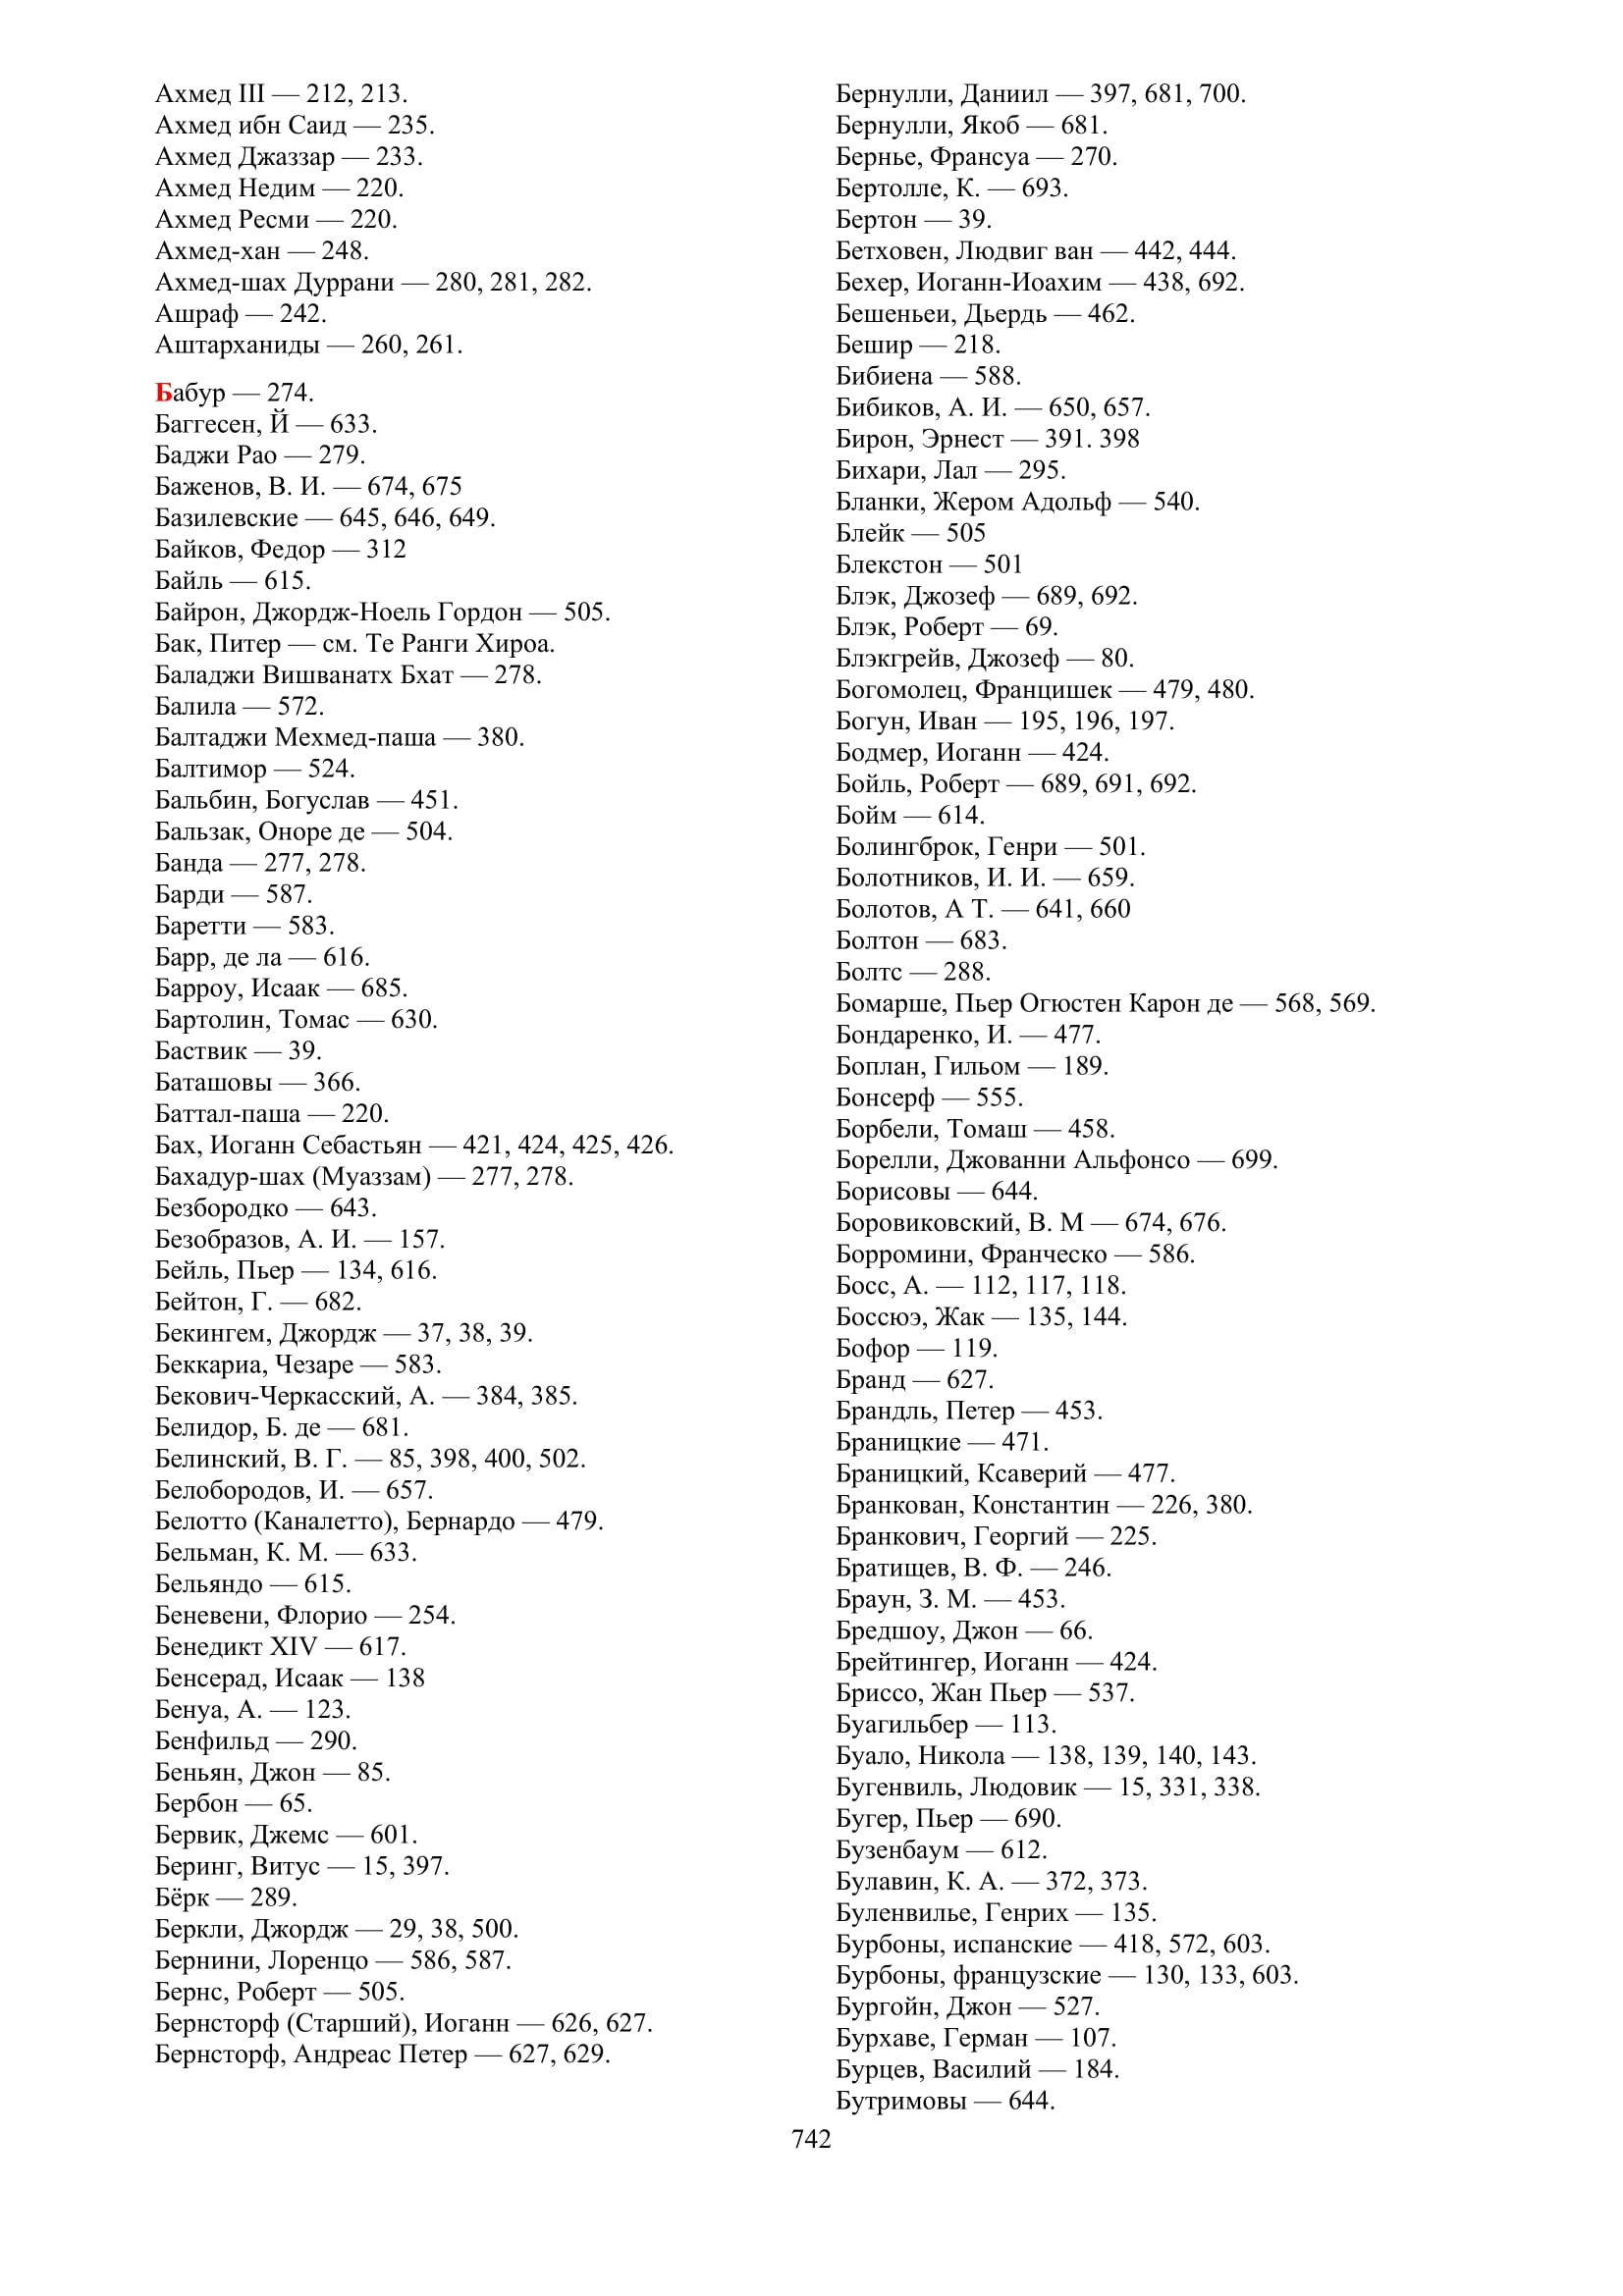 Ахмед III — 212, 213.
Ахмед ибн Саид — 235.
Ахмед Джаззар — 233.
Ахмед Недим — 220.
Ахмед Ресми — 220.
Ахмед-хан — 248.
Ахмед-шах Дуррани — 280, 281, 282.
Ашраф — 242.
Аштарханиды — 260, 261.
Бабур — 274.
Баггесен, Й — 633.
Баджи Рао — 279.
Баженов, В. И. — 674, 675
Базилевские — 645, 646, 649.
Байков, Федор — 312
Байль — 615.
Байрон, Джордж-Ноель Гордон — 505.
Бак, Питер — см. Те Ранги Хироа.
Баладжи Вишванатх Бхат — 278.
Балила — 572.
Балтаджи Мехмед-паша — 380.
Балтимор — 524.
Бальбин, Богуслав — 451.
Бальзак, Оноре де — 504.
Банда — 277, 278.
Барди — 587.
Баретти — 583.
Барр, де ла — 616.
Барроу, Исаак — 685.
Бартолин, Томас — 630.
Баствик — 39.
Баташовы — 366.
Баттал-паша — 220.
Бах, Иоганн Себастьян — 421, 424, 425, 426.
Бахадур-шах (Муаззам) — 277, 278.
Безбородко — 643.
Безобразов, А. И. — 157.
Бейль, Пьер — 134, 616.
Бейтон, Г. — 682.
Бекингем, Джордж — 37, 38, 39.
Беккариа, Чезаре — 583.
Бекович-Черкасский, А. — 384, 385.
Белидор, Б. де — 681.
Белинский, В. Г. — 85, 398, 400, 502.
Белобородов, И. — 657.
Белотто (Каналетто), Бернардо — 479.
Бельман, К. М. — 633.
Бельяндо — 615.
Беневени, Флорио — 254.
Бенедикт XIV — 617.
Бенсерад, Исаак — 138
Бенуа, А. — 123.
Бенфильд — 290.
Беньян, Джон — 85.
Бербон — 65.
Бервик, Джемс — 601.
Беринг, Витус — 15, 397.
Бёрк — 289.
Беркли, Джордж — 29, 38, 500.
Бернини, Лоренцо — 586, 587.
Бернс, Роберт — 505.
Бернсторф (Старший), Иоганн — 626, 627.
Бернсторф, Андреас Петер — 627, 629.
Бернулли, Даниил — 397, 681, 700.
Бернулли, Якоб — 681.
Бернье, Франсуа — 270.
Бертолле, К. — 693.
Бертон — 39.
Бетховен, Людвиг ван — 442, 444.
Бехер, Иоганн-Иоахим — 438, 692.
Бешеньеи, Дьердь — 462.
Бешир — 218.
Бибиена — 588.
Бибиков, А. И. — 650, 657.
Бирон, Эрнест — 391. 398
Бихари, Лал — 295.
Бланки, Жером Адольф — 540.
Блейк — 505
Блекстон — 501
Блэк, Джозеф — 689, 692.
Блэк, Роберт — 69.
Блэкгрейв, Джозеф — 80.
Богомолец, Францишек — 479, 480.
Богун, Иван — 195, 196, 197.
Бодмер, Иоганн — 424.
Бойль, Роберт — 689, 691, 692.
Бойм — 614.
Болингброк, Генри — 501.
Болотников, И. И. — 659.
Болотов, А Т. — 641, 660
Болтон — 683.
Болтс — 288.
Бомарше, Пьер Огюстен Карон де — 568, 569.
Бондаренко, И. — 477.
Боплан, Гильом — 189.
Бонсерф — 555.
Борбели, Томаш — 458.
Борелли, Джованни Альфонсо — 699.
Борисовы — 644.
Боровиковский, В. М — 674, 676.
Борромини, Франческо — 586.
Босс, А. — 112, 117, 118.
Боссюэ, Жак — 135, 144.
Бофор — 119.
Бранд — 627.
Брандль, Петер — 453.
Браницкие — 471.
Браницкий, Ксаверий — 477.
Бранкован, Константин — 226, 380.
Бранкович, Георгий — 225.
Братищев, В. Ф. — 246.
Браун, З. М. — 453.
Бредшоу, Джон — 66.
Брейтингер, Иоганн — 424.
Бриссо, Жан Пьер — 537.
Буагильбер — 113.
Буало, Никола — 138, 139, 140, 143.
Бугенвиль, Людовик — 15, 331, 338.
Бугер, Пьер — 690.
Бузенбаум — 612.
Булавин, К. А. — 372, 373.
Буленвилье, Генрих — 135.
Бурбоны, испанские — 418, 572, 603.
Бурбоны, французские — 130, 133, 603.
Бургойн, Джон — 527.
Бурхаве, Герман — 107.
Бурцев, Василий — 184.
Бутримовы — 644.
742